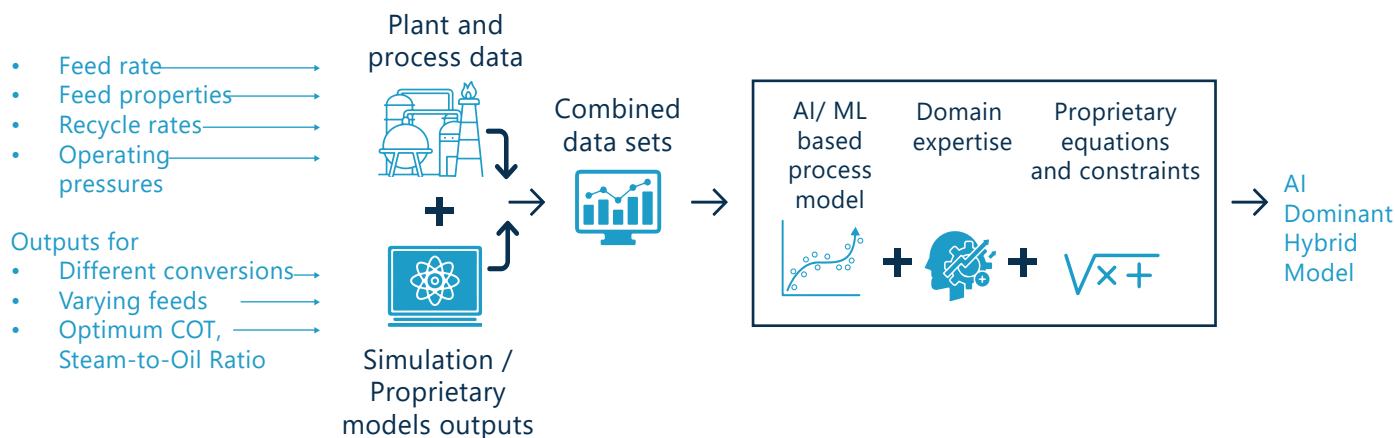 Plant and
process data
• Feed rate
• Feed properties
• Recycle rates
• Operating
pressures
Outputs for
• Different conversions
• Varying feeds
• Optimum COT,
Steam-to-Oil Ratio
Simulation /
Proprietary
models outputs
Combined
data sets
AI/ ML
based
process
model
Domain
expertise
Proprietary
equations
and constraints
AI
Dominant
Hybrid
Model